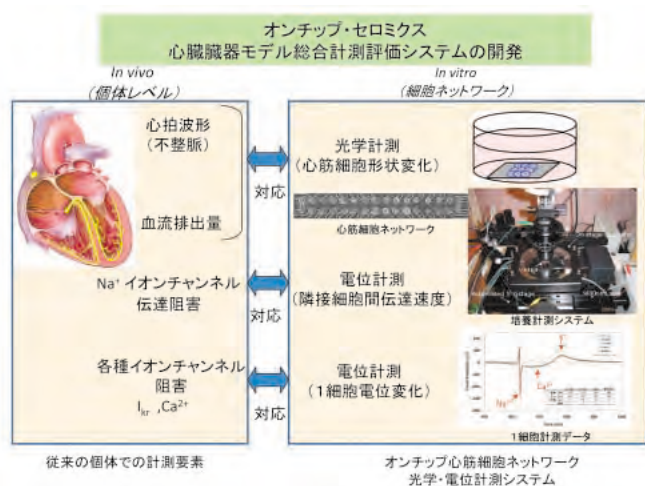 オンチップ・セロミクス
心臓臓器モデル総合計測評価システムの開発
In vivo
(個体レベル)
In vitro
(細胞ネットワーク)
心拍波形
(不整脈)
血流排出量
Na⁺ イオンチャンネル
伝達阻害
各種イオンチャンネル
阻害
Ikr ,Ca²⁺
対応
対応
対応
光学計測
(心筋細胞形状変化)
心筋細胞ネットワーク
電位計測
(隣接細胞間伝達速度)
培養計測システム
電位計測
(1細胞電位変化)
Na⁺
Ca²⁺
1細胞計測データ
従来の個体での計測要素
オンチップ心筋細胞ネットワーク
光学・電位計測システム